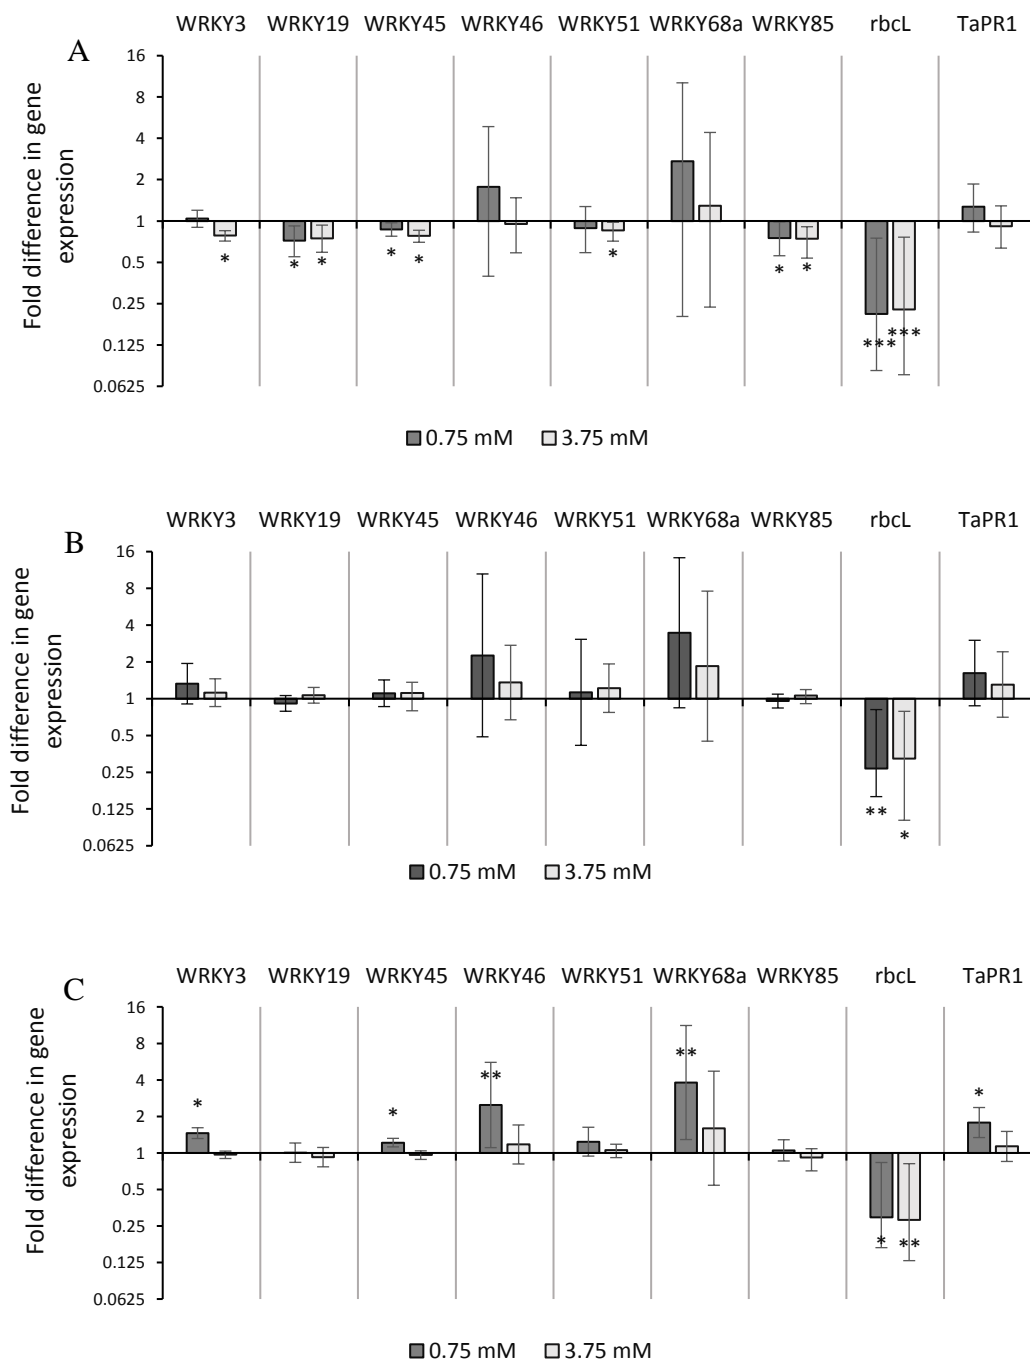 WRKY3 WRKY19 WRKY45 WRKY46 WRKY51 WRKY68a WRKY85 rbcL TaPR1
A
Fold difference in gene
expression
16
8
4
2
1
0.5
0.25
0.125
0.0625
* * * * * * * * *** ***
0.75 mM 3.75 mM
WRKY3 WRKY19 WRKY45 WRKY46 WRKY51 WRKY68a WRKY85 rbcL TaPR1
B
Fold difference in gene
expression
16
8
4
2
1
0.5
0.25
0.125
0.0625
** *
0.75 mM 3.75 mM
WRKY3 WRKY19 WRKY45 WRKY46 WRKY51 WRKY68a WRKY85 rbcL TaPR1
C
Fold difference in gene
expression
16
8
4
2
1
0.5
0.25
0.125
0.0625
* * ** ** * ** *
0.75 mM 3.75 mM